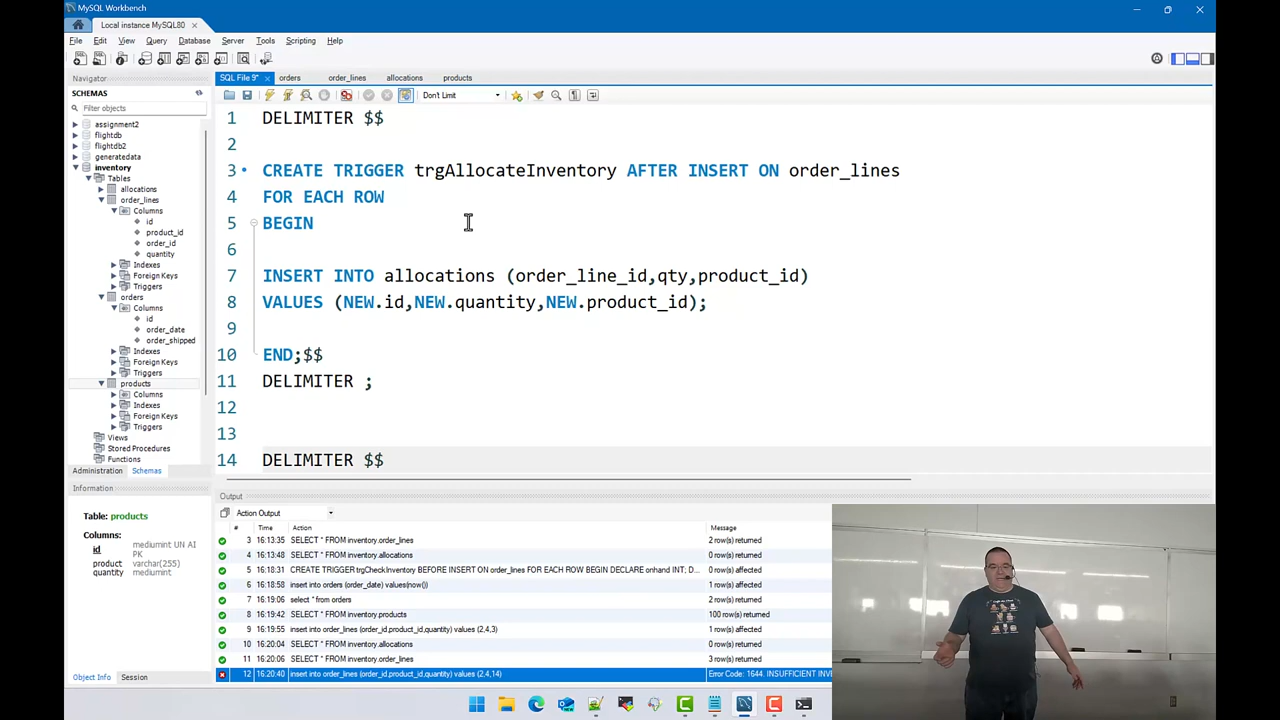 MySQL Workbench
Local instance MySQL80 ×
File Edit View Query Database Server Tools Scripting Help
Navigator
SCHEMAS
Filter objects
assignment2
flightdb
flightdb2
generatedata
inventory
Tables
allocations
order_lines
Columns
id
product_id
order_id
quantity
Indexes
Foreign Keys
Triggers
orders
Columns
id
order_date
order_shipped
Indexes
Foreign Keys
Triggers
products
Columns
Indexes
Foreign Keys
Triggers
Views
Stored Procedures
Functions
Administration Schemas
Information
Table: products
Columns:
id mediumint UN AI
PK
product varchar(255)
quantity mediumint
Object Info Session
SQL File 9* × orders order_lines allocations products
Don't Limit
1 DELIMITER $$
2
3 CREATE TRIGGER trgAllocateInventory AFTER INSERT ON order_lines
4 FOR EACH ROW
5 BEGIN
6
7 INSERT INTO allocations (order_line_id,qty,product_id)
8 VALUES (NEW.id,NEW.quantity,NEW.product_id);
9
10 END;$$
11 DELIMITER ;
12
13
14 DELIMITER $$
Output
Action Output
# Time Action Message
3 16:13:35 SELECT * FROM inventory.order_lines 2 row(s) returned
4 16:13:48 SELECT * FROM inventory.allocations 0 row(s) returned
5 16:18:31 CREATE TRIGGER trgCheckInventory BEFORE INSERT ON order_lines FOR EACH ROW BEGIN DECLARE onhand INT; D... 0 row(s) affected
6 16:18:58 insert into orders (order_date) values(now()) 1 row(s) affected
7 16:19:06 select * from orders 2 row(s) returned
8 16:19:42 SELECT * FROM inventory.products 100 row(s) returned
9 16:19:55 insert into order_lines (order_id,product_id,quantity) values (2,4,3) 1 row(s) affected
10 16:20:04 SELECT * FROM inventory.allocations 0 row(s) returned
11 16:20:06 SELECT * FROM inventory.order_lines 3 row(s) returned
12 16:20:40 insert into order_lines (order_id,product_id,quantity) values (2,4,14) Error Code: 1644. INSUFFICIENT INV